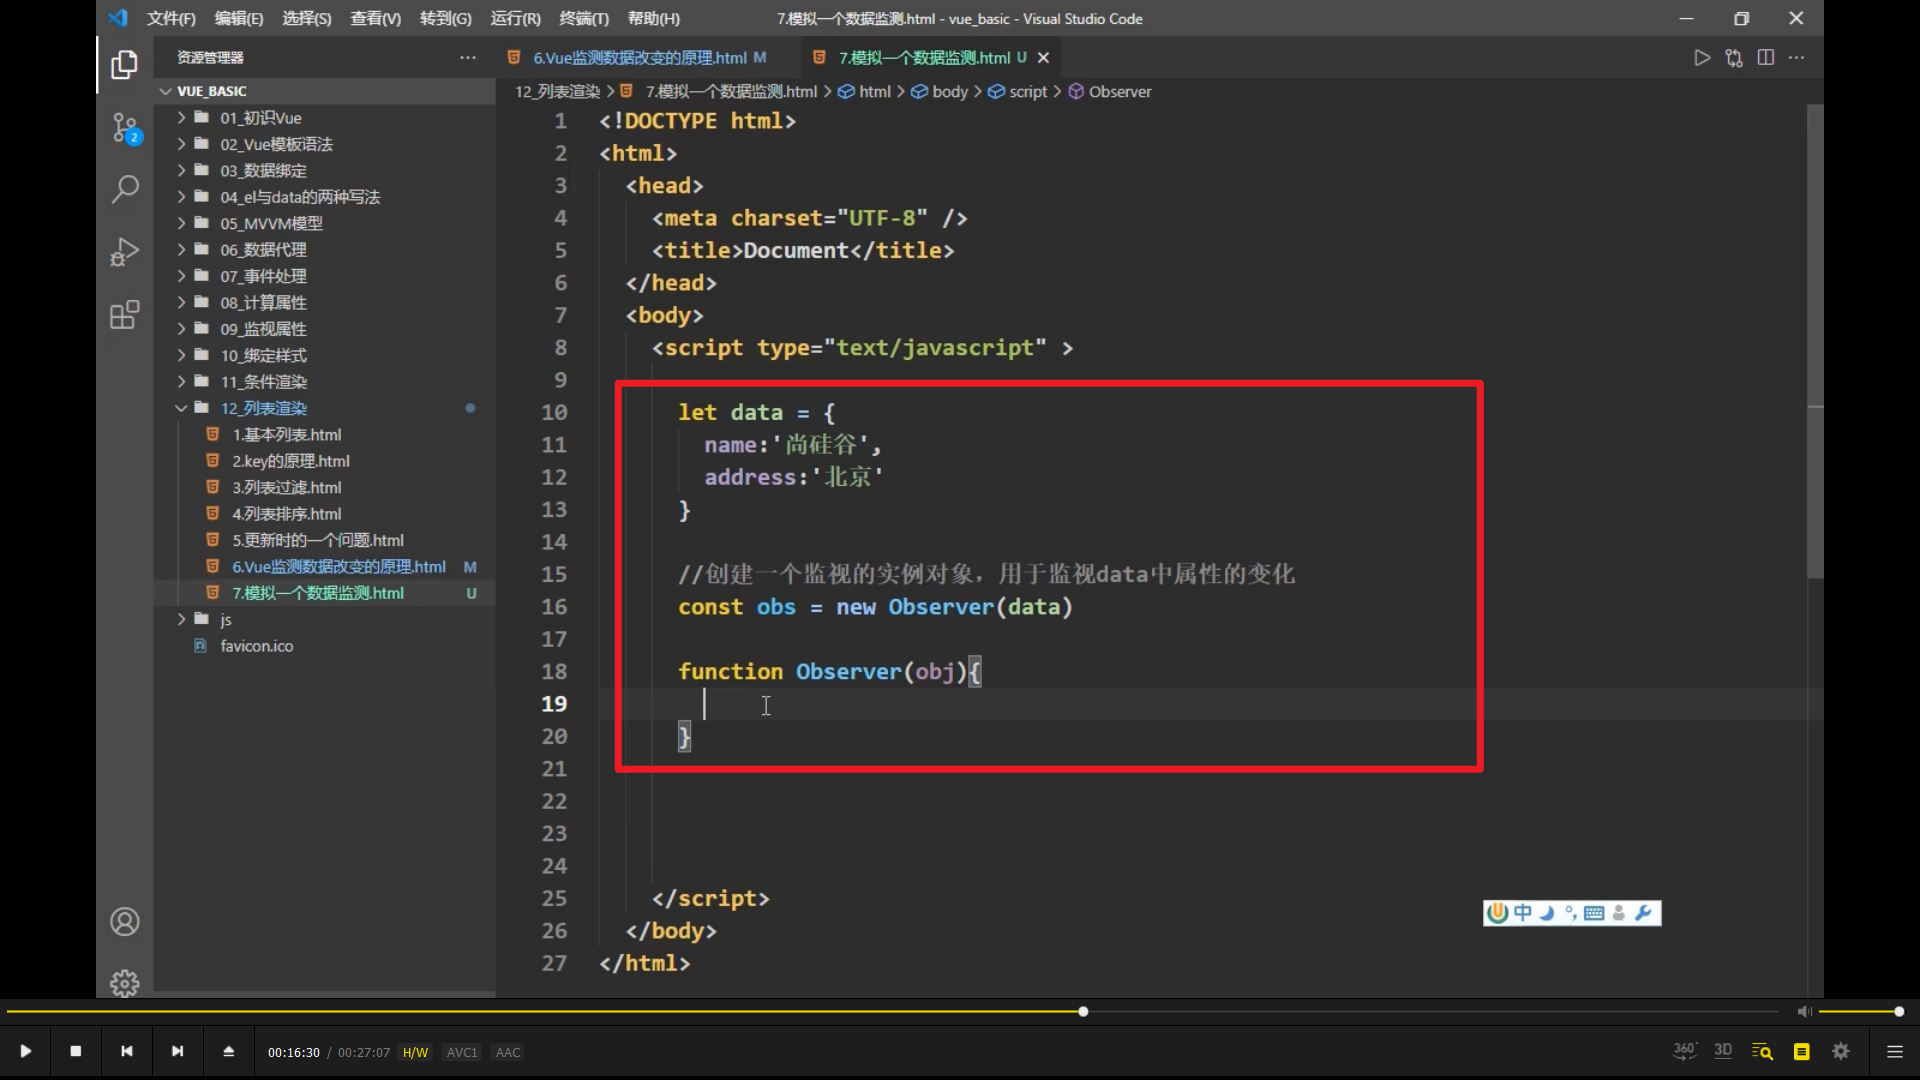 文件(F) 编辑(E) 选择(S) 查看(V) 转到(G) 运行(R) 终端(T) 帮助(H) 7.模拟一个数据监测.html - vue_basic - Visual Studio Code
资源管理器
6.Vue监测数据改变的原理.html M
7.模拟一个数据监测.html U
12_列表渲染 > 7.模拟一个数据监测.html > html > body > script > Observer
VUE_BASIC
01_初识Vue
02_Vue模板语法
03_数据绑定
04_el与data的两种写法
05_MVVM模型
06_数据代理
07_事件处理
08_计算属性
09_监视属性
10_绑定样式
11_条件渲染
12_列表渲染
1.基本列表.html
2.key的原理.html
3.列表过滤.html
4.列表排序.html
5.更新时的一个问题.html
6.Vue监测数据改变的原理.html M
7.模拟一个数据监测.html U
js
favicon.ico
2
1 <!DOCTYPE html>
2 <html>
3 <head>
4 <meta charset="UTF-8" />
5 <title>Document</title>
6 </head>
7 <body>
8 <script type="text/javascript" >
9
10 let data = {
11 name:'尚硅谷',
12 address:'北京'
13 }
14
15 //创建一个监视的实例对象，用于监视data中属性的变化
16 const obs = new Observer(data)
17
18 function Observer(obj){
19
20 }
21
22
23
24
25 </script>
26 </body>
27 </html>
中
00:16:30 / 00:27:07 H/W AVC1 AAC
360° 3D